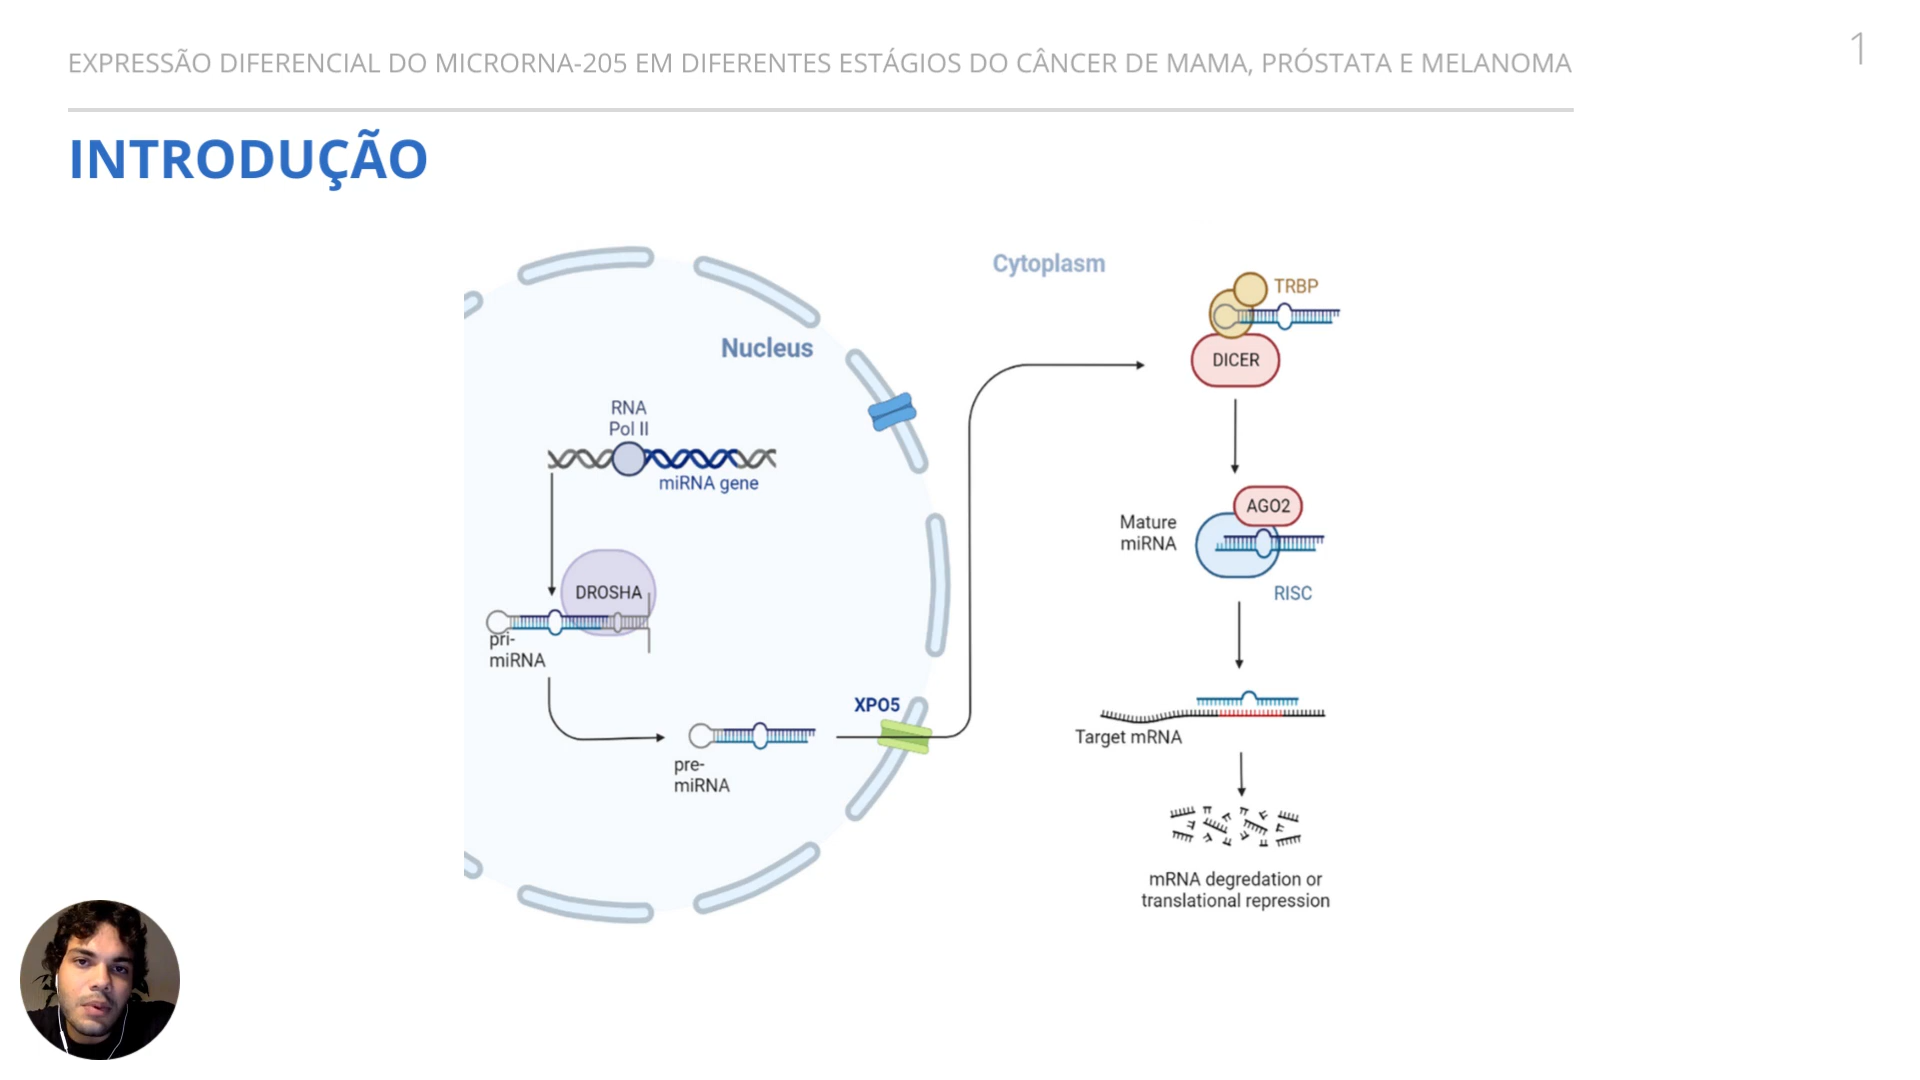 EXPRESSÃO DIFERENCIAL DO MICRORNA-205 EM DIFERENTES ESTÁGIOS DO CÂNCER DE MAMA, PRÓSTATA E MELANOMA
1
INTRODUÇÃO
Cytoplasm
TRBP
DICER
Nucleus
RNA
Pol II
miRNA gene
AGO2
Mature
miRNA
RISC
DROSHA
pri-
miRNA
XPO5
pre-
miRNA
Target mRNA
mRNA degredation or
translational repression